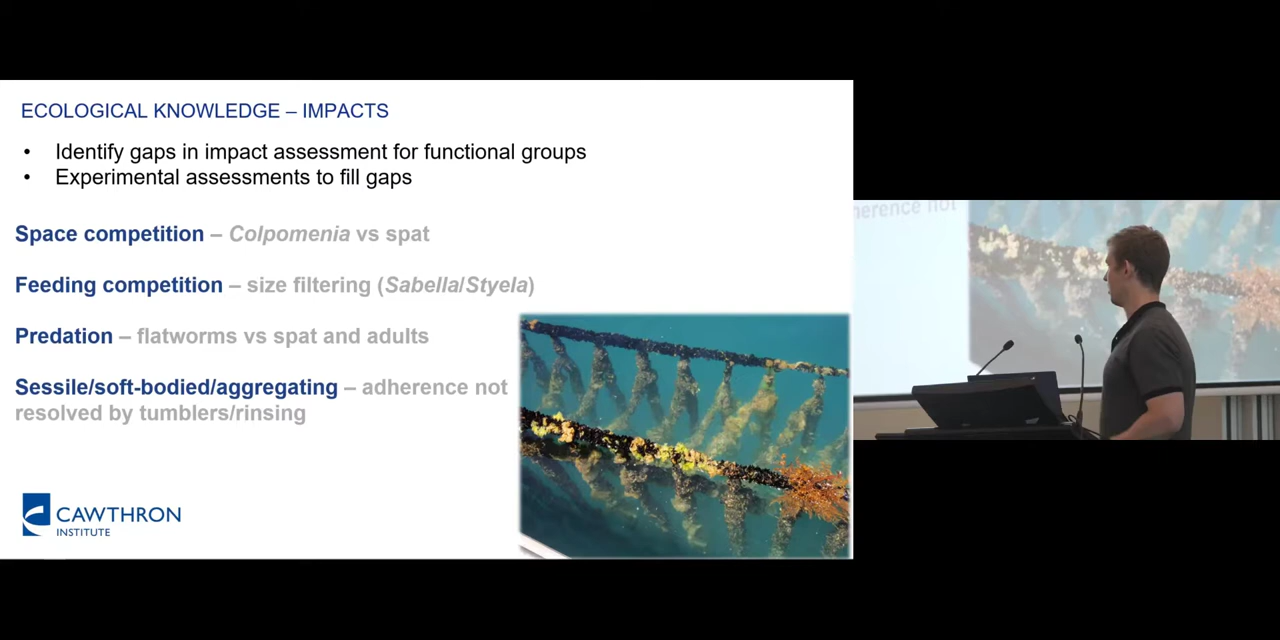 ECOLOGICAL KNOWLEDGE – IMPACTS
• Identify gaps in impact assessment for functional groups
• Experimental assessments to fill gaps
Space competition – Colpomenia vs spat
Feeding competition – size filtering (Sabella/Styela)
Predation – flatworms vs spat and adults
Sessile/soft-bodied/aggregating – adherence not
resolved by tumblers/rinsing
CAWTHRON
INSTITUTE
herence not